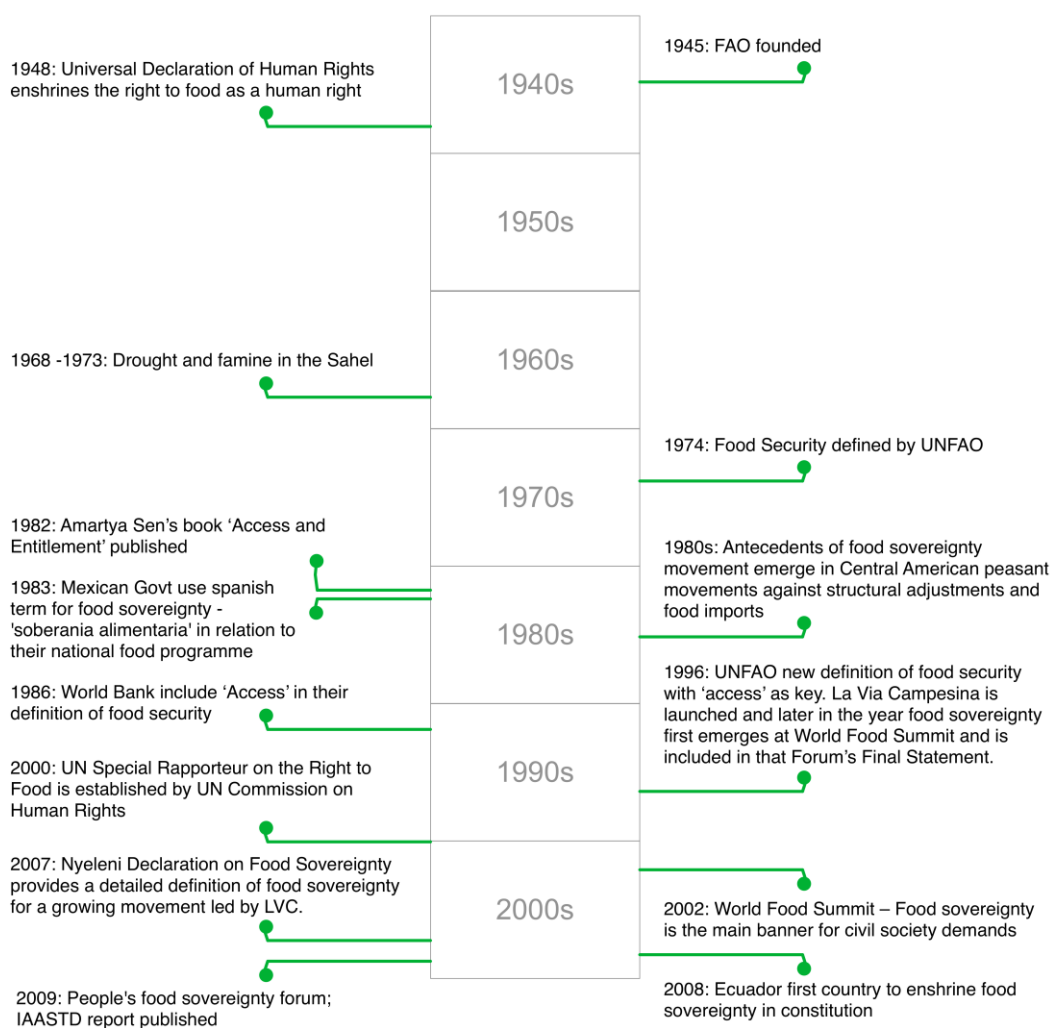 1940s
1945: FAO founded
1948: Universal Declaration of Human Rights
enshrines the right to food as a human right
1950s
1960s
1968 -1973: Drought and famine in the Sahel
1970s
1974: Food Security defined by UNFAO
1982: Amartya Sen’s book ‘Access and
Entitlement’ published
1983: Mexican Govt use spanish
term for food sovereignty -
'soberania alimentaria' in relation to
their national food programme
1980s
1980s: Antecedents of food sovereignty
movement emerge in Central American peasant
movements against structural adjustments and
food imports
1986: World Bank include ‘Access’ in their
definition of food security
1990s
1996: UNFAO new definition of food security
with ‘access’ as key. La Via Campesina is
launched and later in the year food sovereignty
first emerges at World Food Summit and is
included in that Forum’s Final Statement.
2000: UN Special Rapporteur on the Right to
Food is established by UN Commission on
Human Rights
2000s
2002: World Food Summit – Food sovereignty
is the main banner for civil society demands
2007: Nyeleni Declaration on Food Sovereignty
provides a detailed definition of food sovereignty
for a growing movement led by LVC.
2008: Ecuador first country to enshrine food
sovereignty in constitution
2009: People's food sovereignty forum;
IAASTD report published